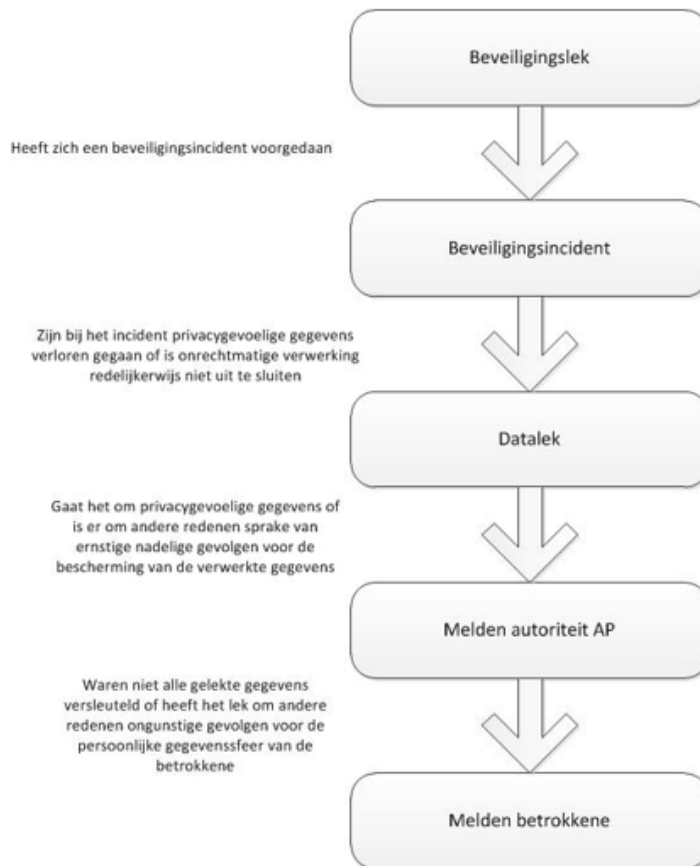 Beveiligingslek
Heeft zich een beveiligingsincident voorgedaan
Beveiligingsincident
Zijn bij het incident privacygevoelige gegevens
verloren gegaan of is onrechtmatige verwerking
redelijkerwijs niet uit te sluiten
Datalek
Gaat het om privacygevoelige gegevens of
is er om andere redenen sprake van
ernstige nadelige gevolgen voor de
bescherming van de verwerkte gegevens
Melden autoriteit AP
Waren niet alle gelekte gegevens
versleuteld of heeft het lek om andere
redenen ongunstige gevolgen voor de
persoonlijke gegevenssfeer van de
betrokkene
Melden betrokkene